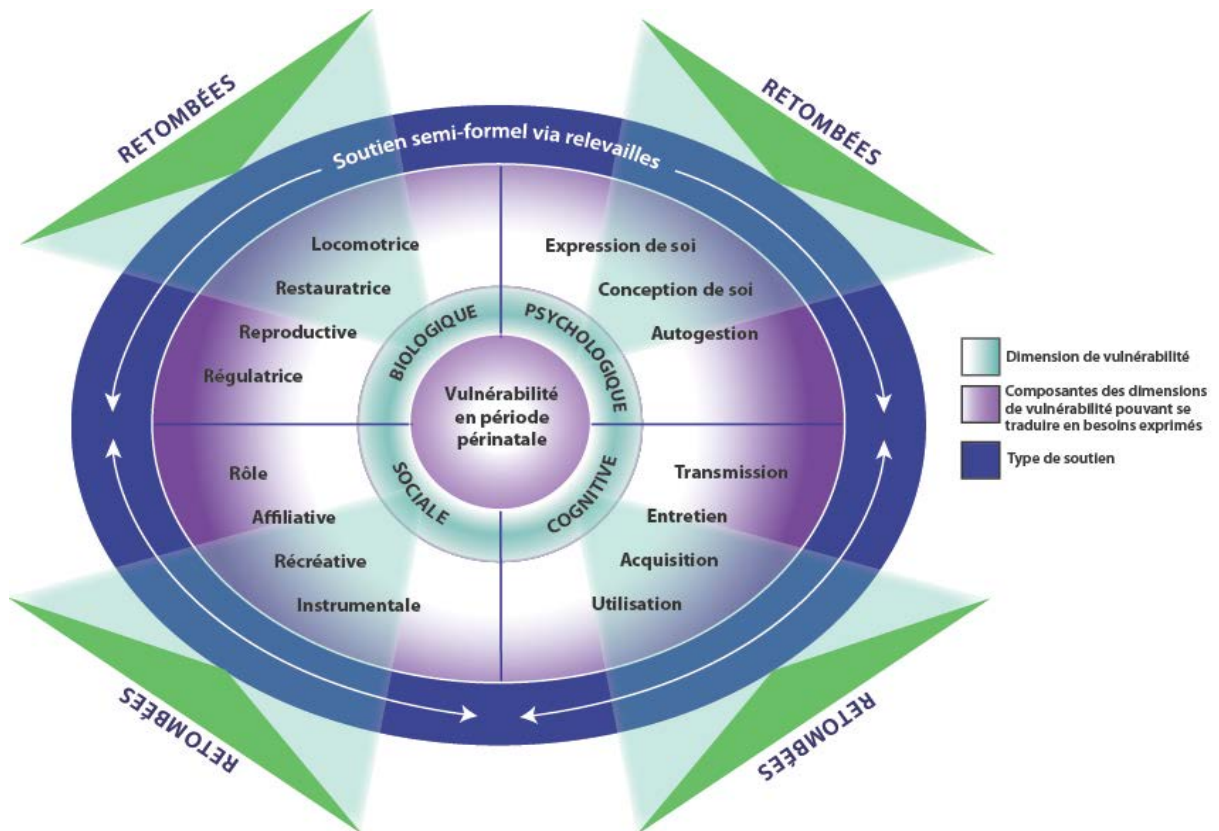 RETOMBÉES
RETOMBÉES
Soutien semi-formel via relevailles
Locomotrice
Restauratrice
Reproductive
Régulatrice
Expression de soi
Conception de soi
Autogestion
BIOLOGIQUE
PSYCHOLOGIQUE
Vulnérabilité
en période
périnatale
SOCIALE
COGNITIVE
Rôle
Affiliative
Récréative
Instrumentale
Transmission
Entretien
Acquisition
Utilisation
RETOMBÉES
RETOMBÉES
Dimension de vulnérabilité
Composantes des dimensions
de vulnérabilité pouvant se
traduire en besoins exprimés
Type de soutien